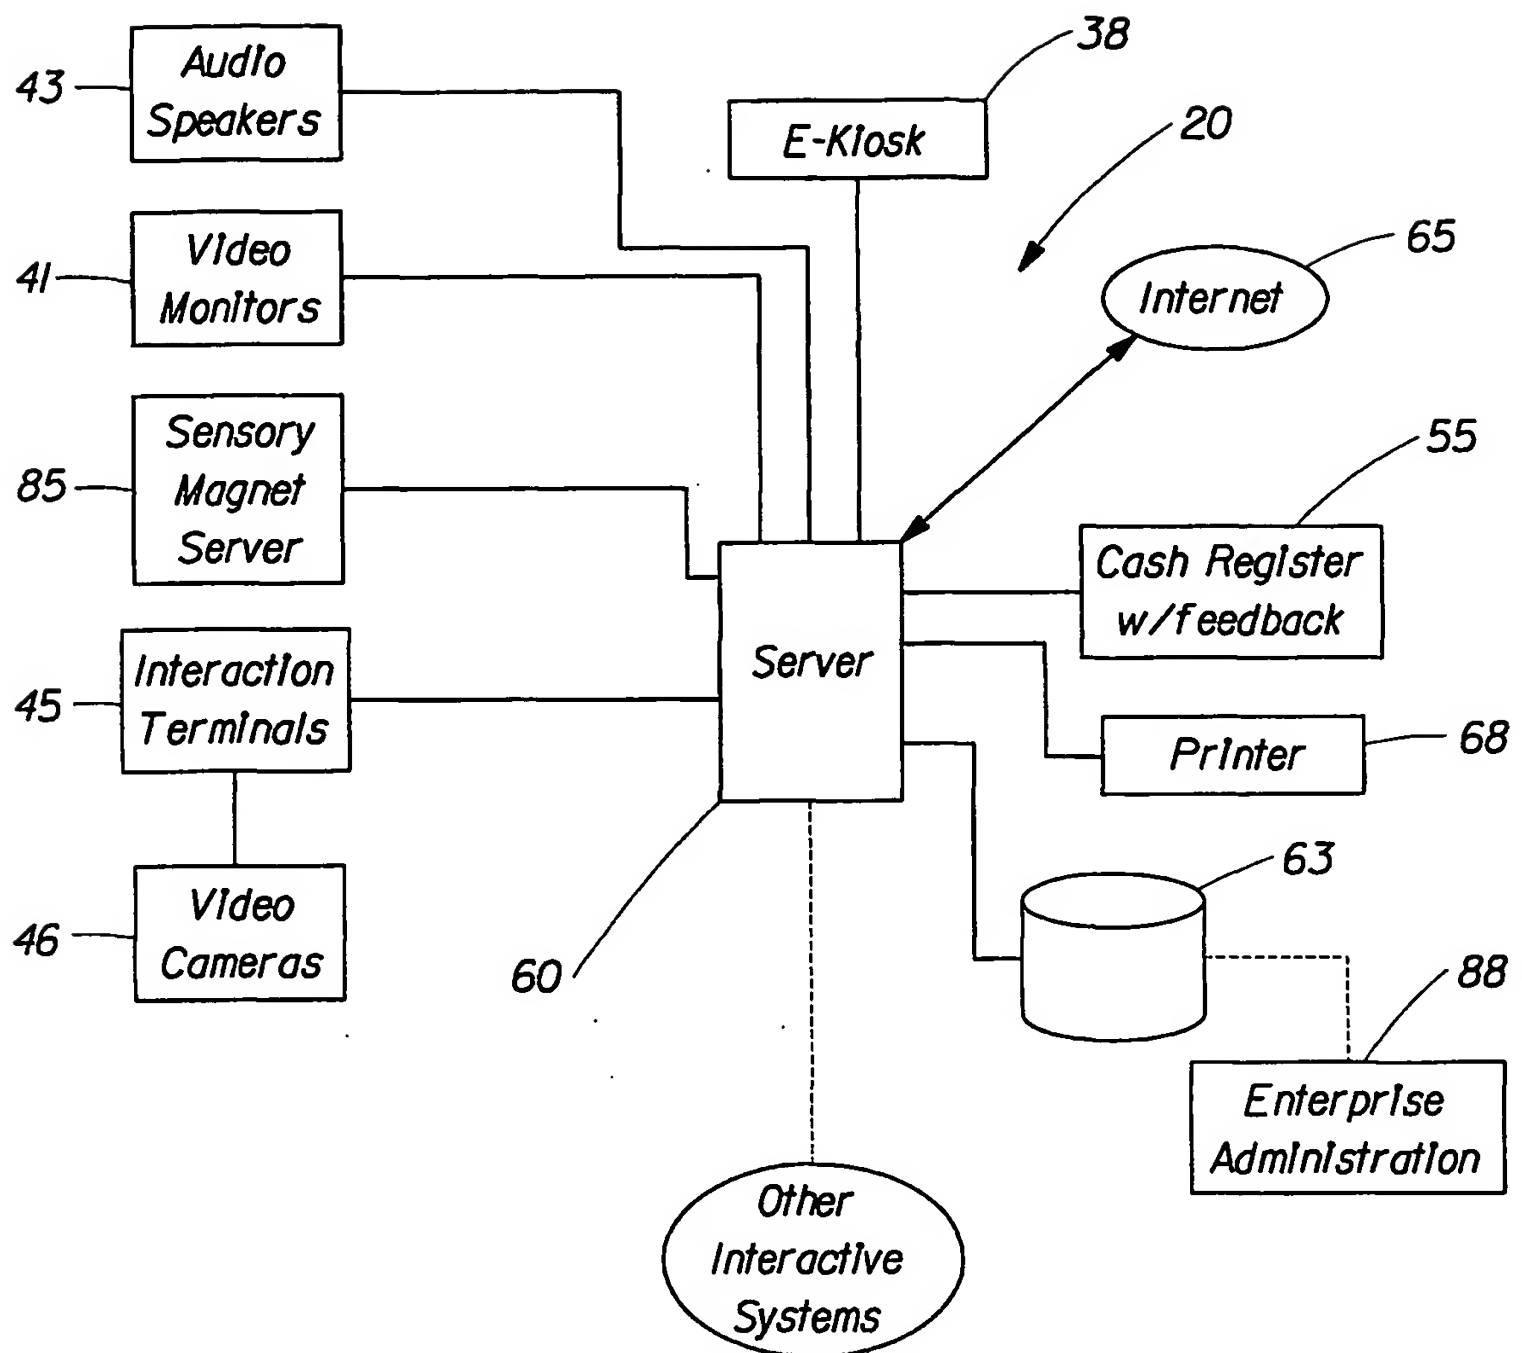 43
Audio
Speakers
38
E-Kiosk
20
41
Video
Monitors
65
Internet
85
Sensory
Magnet
Server
55
Cash Register
w/feedback
45
Interaction
Terminals
Server
Printer
68
46
Video
Cameras
60
63
88
Enterprise
Administration
Other
Interactive
Systems